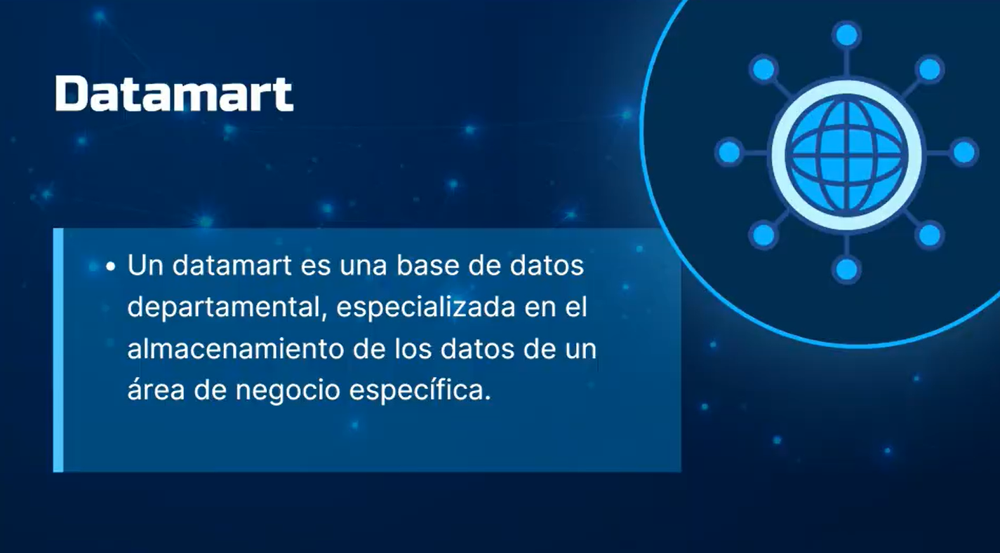 Datamart
• Un datamart es una base de datos
departamental, especializada en el
almacenamiento de los datos de un
área de negocio específica.